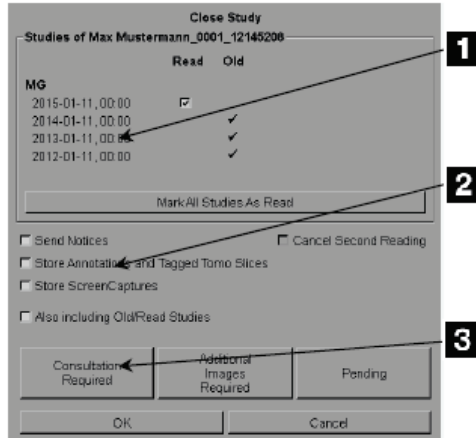 Close Study
Studies of Max Mustermann_0001_12145206
Read Old
MG
2015-01-11, 00:00
2014-01-11, 00:00
2013-01-11, 00:00
2012-01-11, 00:00
Mark All Studies As Read
Send Notices Cancel Second Reading
Store Annotations and Tagged Tomo Slices
Store ScreenCaptures
Also including Old/Read Studies
Consultation Required
Additional Images Required
Pending
OK Cancel
1
2
3